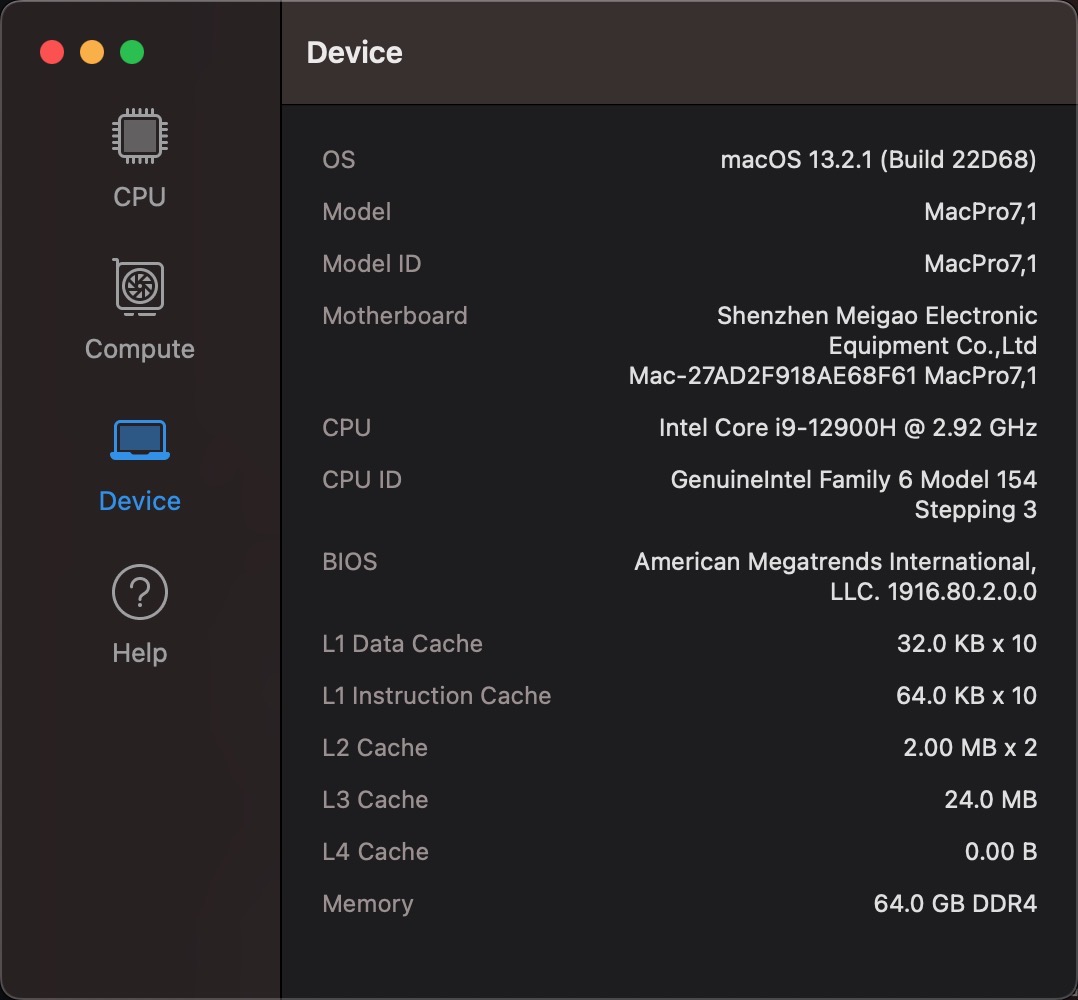 Device
CPU
Compute
Device
Help
OS macOS 13.2.1 (Build 22D68)
Model MacPro7,1
Model ID MacPro7,1
Motherboard Shenzhen Meigao Electronic
Equipment Co.,Ltd
Mac-27AD2F918AE68F61 MacPro7,1
CPU Intel Core i9-12900H @ 2.92 GHz
CPU ID GenuineIntel Family 6 Model 154
Stepping 3
BIOS American Megatrends International,
LLC. 1916.80.2.0.0
L1 Data Cache 32.0 KB x 10
L1 Instruction Cache 64.0 KB x 10
L2 Cache 2.00 MB x 2
L3 Cache 24.0 MB
L4 Cache 0.00 B
Memory 64.0 GB DDR4